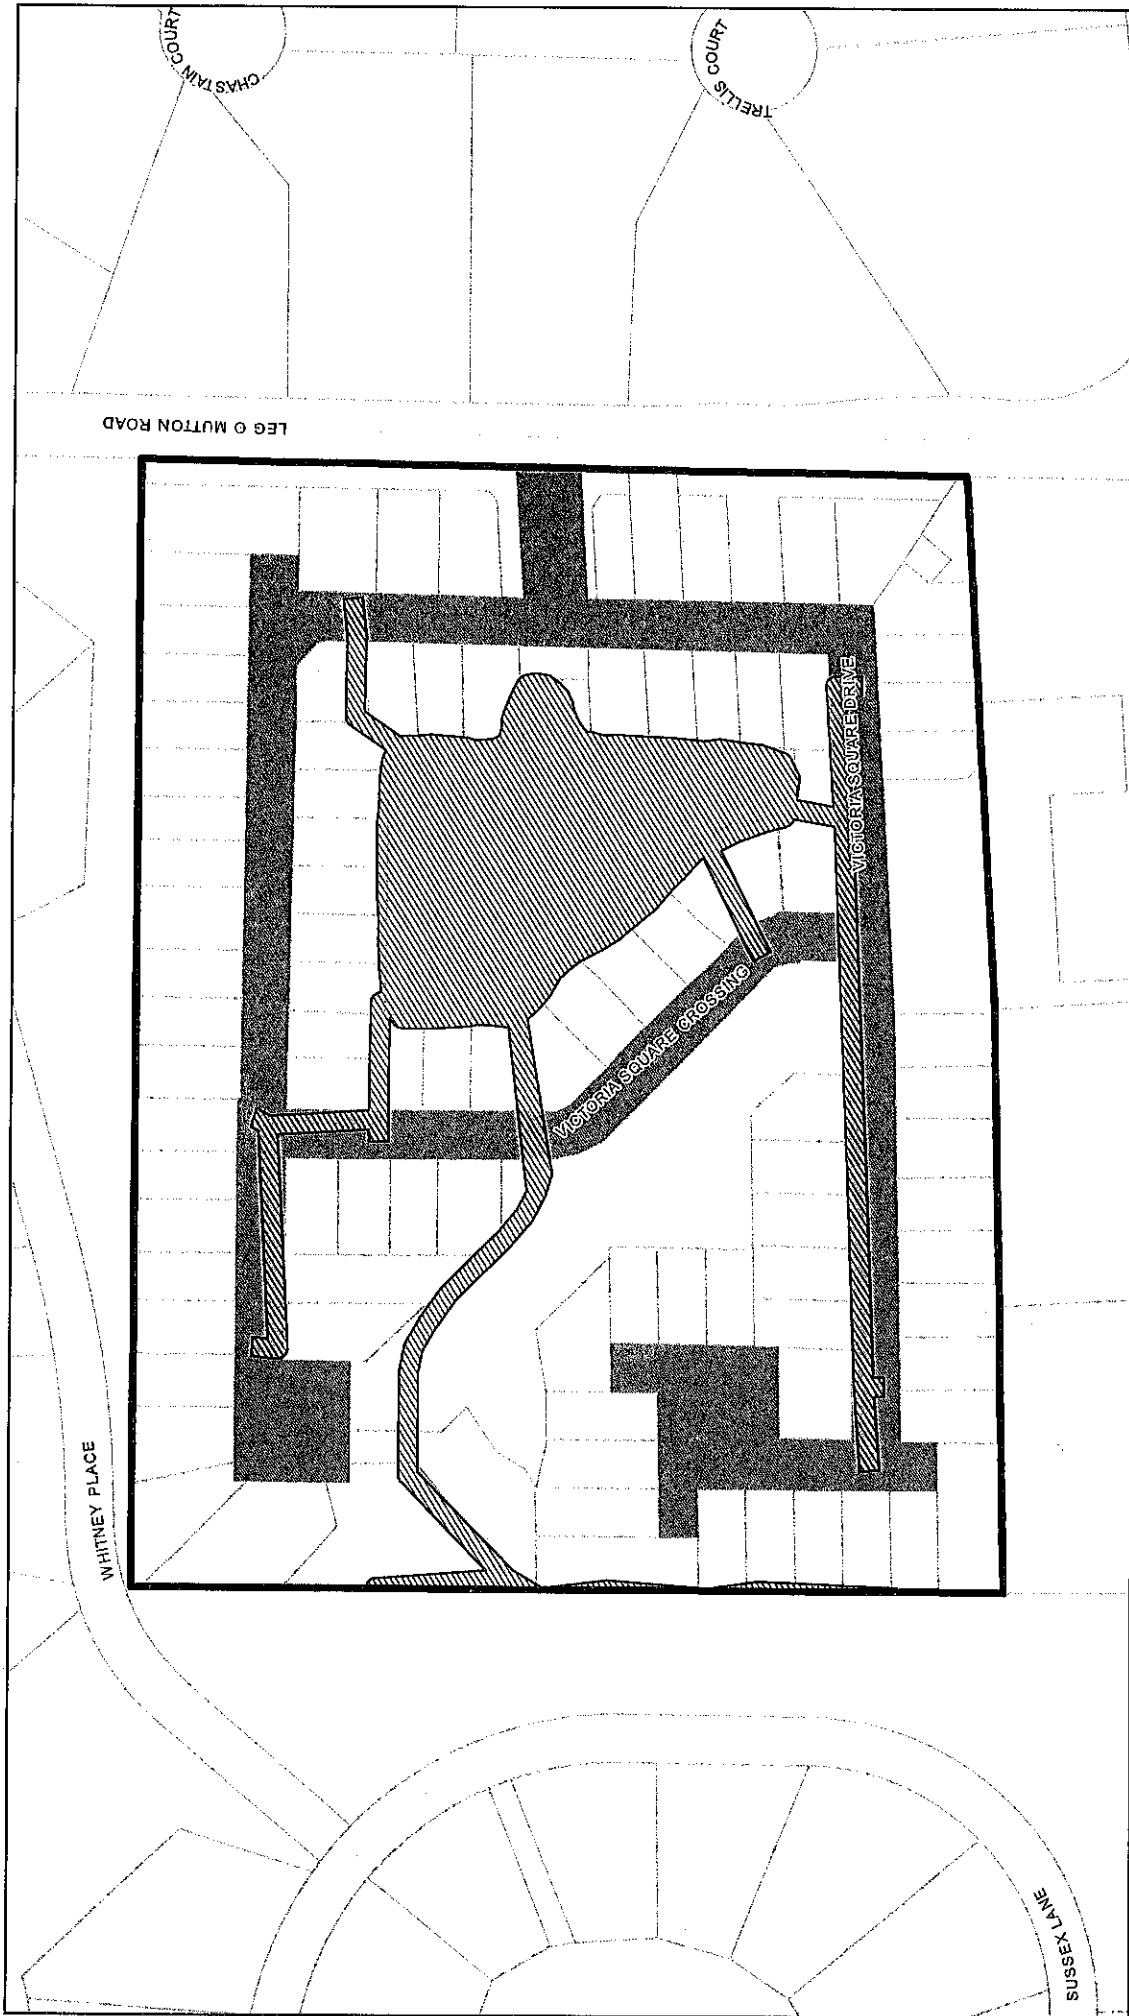 CHASTAIN COURT
TRELLIS COURT
LEG O MUTTON ROAD
VICTORIA SQUARE DRIVE
VICTORIA SQUARE CROSSING
WHITNEY PLACE
SUSSEX LANE